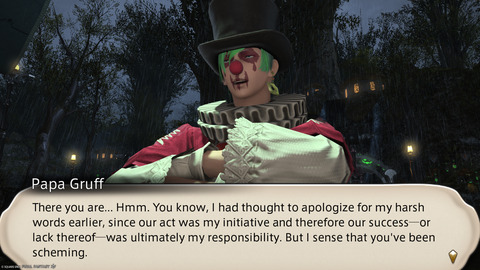 Papa Gruff
There you are... Hmm. You know, I had thought to apologize for my harsh
words earlier, since our act was my initiative and therefore our success—or
lack thereof—was ultimately my responsibility. But I sense that you've been
scheming.